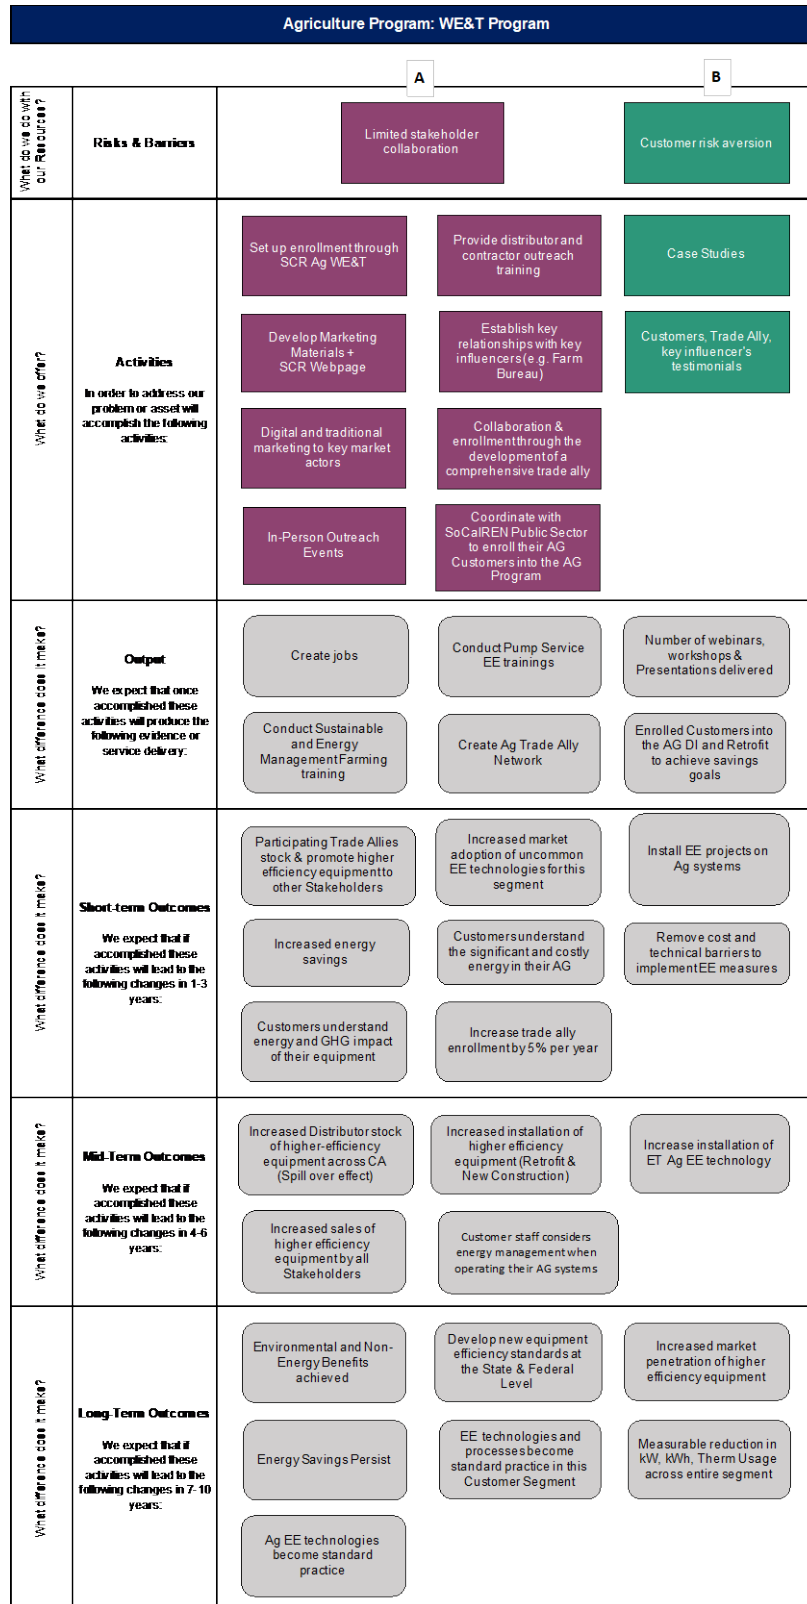 Agriculture Program: WE&T Program
A
B
What do we do with
our Resources?
Risks & Barriers
Limited stakeholder
collaboration
Customer risk aversion
What do we offer?
Activities
In order to address our
problem or asset will
accomplish the following
activities:
Set up enrollment through
SCR Ag WE&T
Provide distributor and
contractor outreach
training
Case Studies
Develop Marketing
Materials +
SCR Webpage
Establish key
relationships with key
influencers (e.g. Farm
Bureau)
Customers, Trade Ally,
key influencer's
testimonials
Digital and traditional
marketing to key market
actors
Collaboration &
enrollment through the
development of a
comprehensive trade ally
In-Person Outreach
Events
Coordinate with
SoCalREN Public Sector
to enroll their AG
Customers into the AG
Program
What difference does it make?
Output
We expect that once
accomplished these
activities will produce the
following evidence or
service delivery:
Create jobs
Conduct Pump Service
EE trainings
Number of webinars,
workshops &
Presentations delivered
Conduct Sustainable
and Energy
Management Farming
training
Create Ag Trade Ally
Network
Enrolled Customers into
the AG DI and Retrofit
to achieve savings
goals
What difference does it make?
Short-term Outcomes
We expect that if
accomplished these
activities will lead to the
following changes in 1-3
years:
Participating Trade Allies
stock & promote higher
efficiency equipment to
other Stakeholders
Increased market
adoption of uncommon
EE technologies for this
segment
Install EE projects on
Ag systems
Increased energy
savings
Customers understand
the significant and costly
energy in their AG
Remove cost and
technical barriers to
implement EE measures
Customers understand
energy and GHG impact
of their equipment
Increase trade ally
enrollment by 5% per year
What difference does it make?
Mid-Term Outcomes
We expect that if
accomplished these
activities will lead to the
following changes in 4-6
years:
Increased Distributor stock
of higher-efficiency
equipment across CA
(Spill over effect)
Increased installation of
higher efficiency
equipment (Retrofit &
New Construction)
Increase installation of
ET Ag EE technology
Increased sales of
higher efficiency
equipment by all
Stakeholders
Customer staff considers
energy management when
operating their AG systems
What difference does it make?
Long-Term Outcomes
We expect that if
accomplished these
activities will lead to the
following changes in 7-10
years:
Environmental and Non-
Energy Benefits
achieved
Develop new equipment
efficiency standards at
the State & Federal
Level
Increased market
penetration of higher
efficiency equipment
Energy Savings Persist
EE technologies and
processes become
standard practice in this
Customer Segment
Measurable reduction in
kW, kWh, Therm Usage
across entire segment
Ag EE technologies
become standard
practice